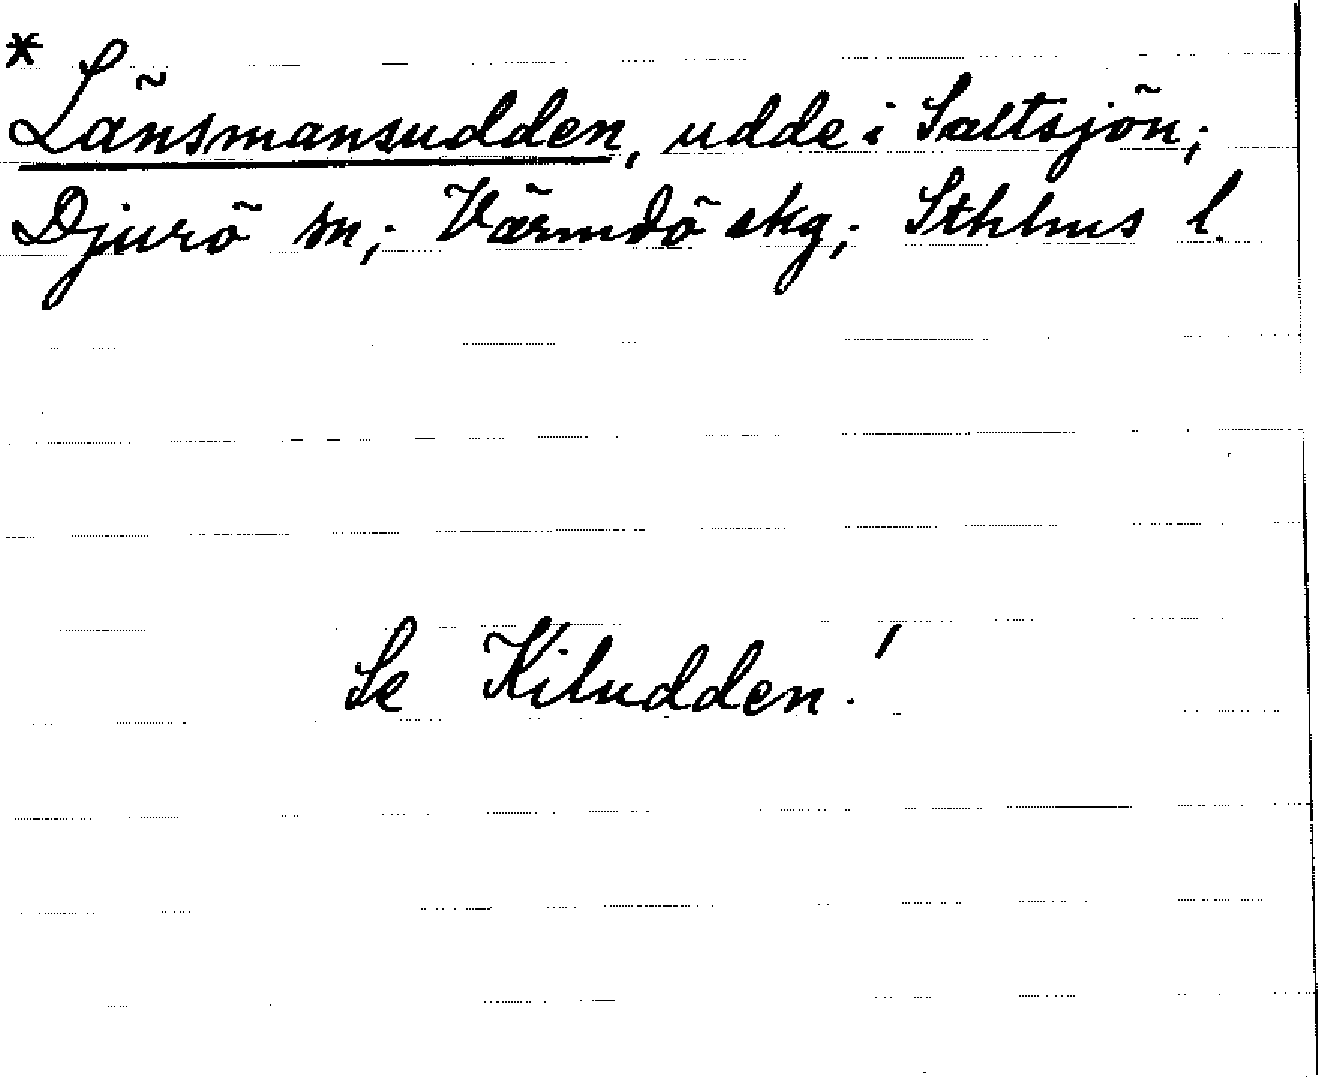 *
Länsmansudden, udde i Saltsjön;
Djurö sn; Värmdö skg; Sthlms l.
Se Kiludden!